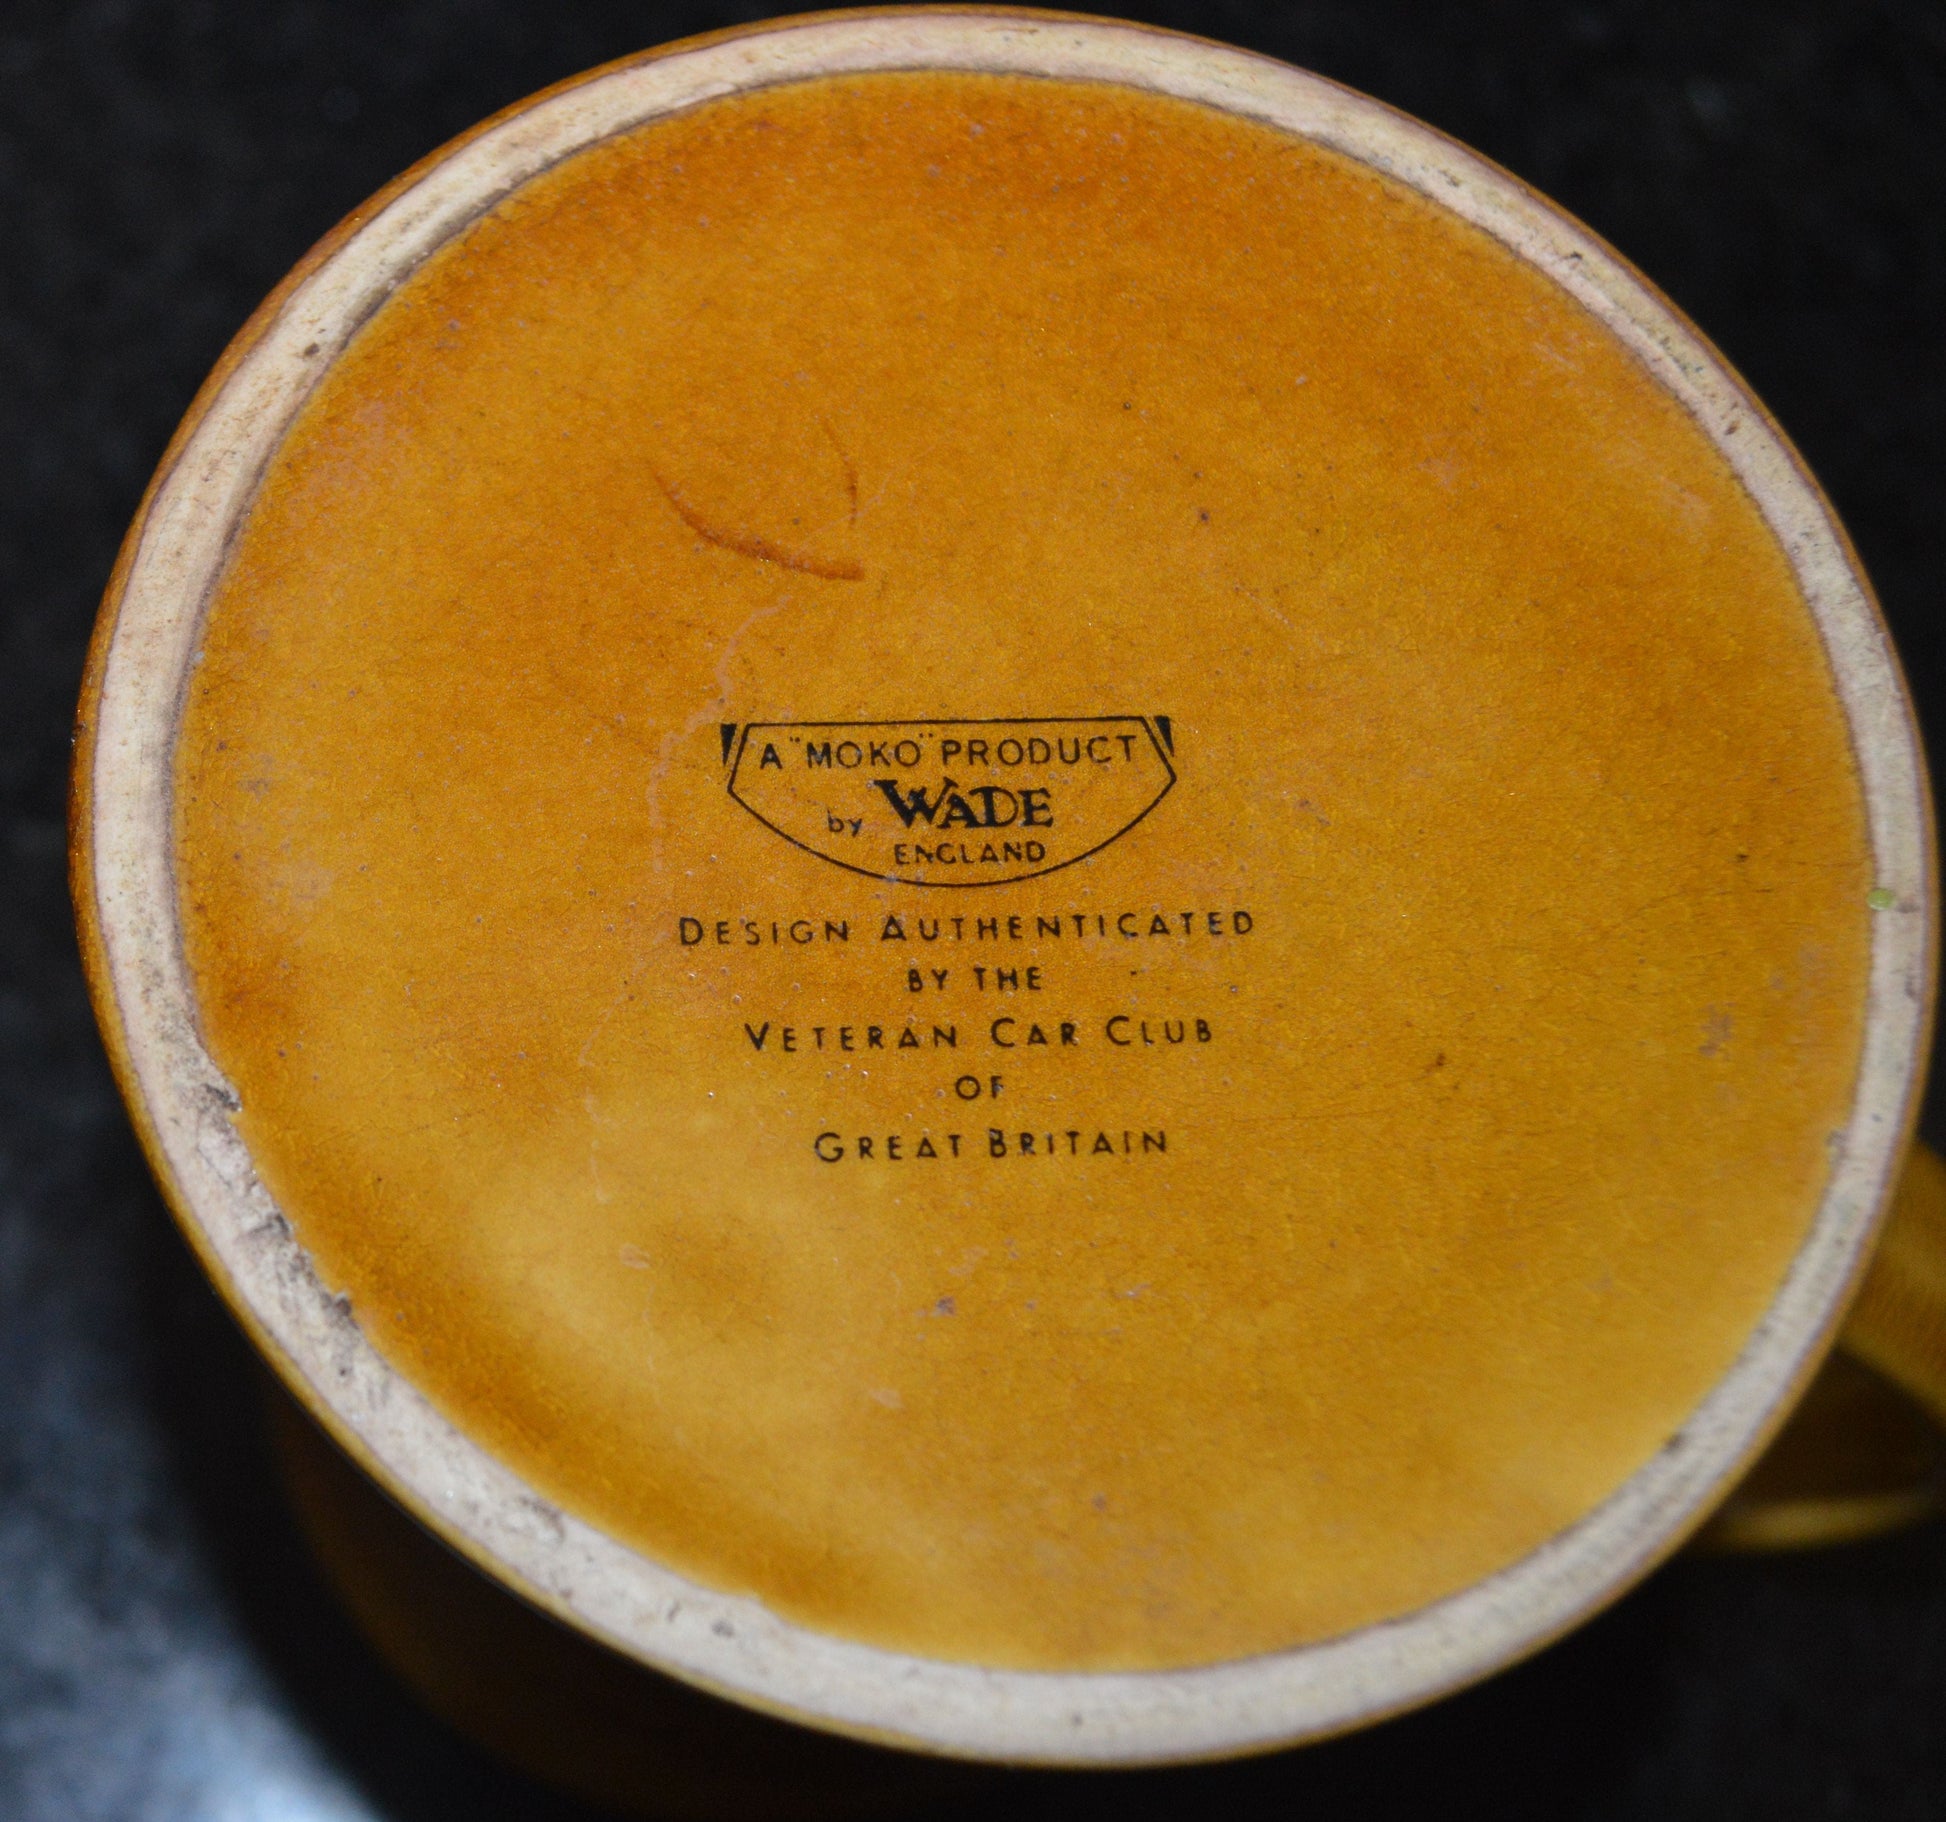 A "MOKO" PRODUCT
by WADE
ENGLAND
DESIGN AUTHENTICATED
BY THE
VETERAN CAR CLUB
OF
GREAT BRITAIN